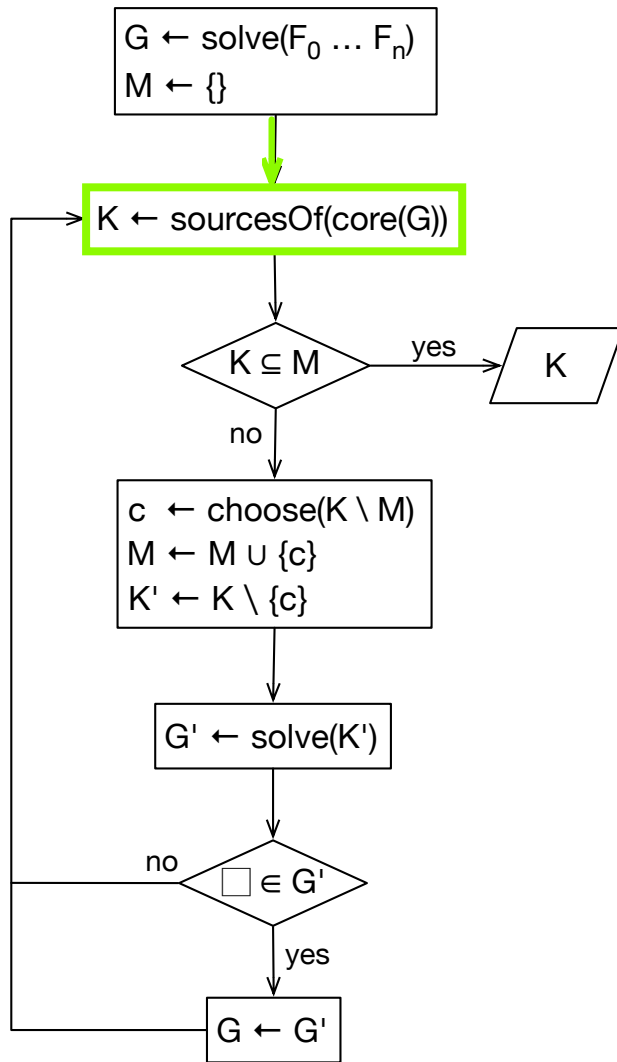 G ← solve(F₀ … Fₙ)
M ← {}
K ← sourcesOf(core(G))
K ⊆ M
yes
K
no
c ← choose(K \ M)
M ← M ∪ {c}
K' ← K \ {c}
G' ← solve(K')
no
□ ∈ G'
yes
G ← G'